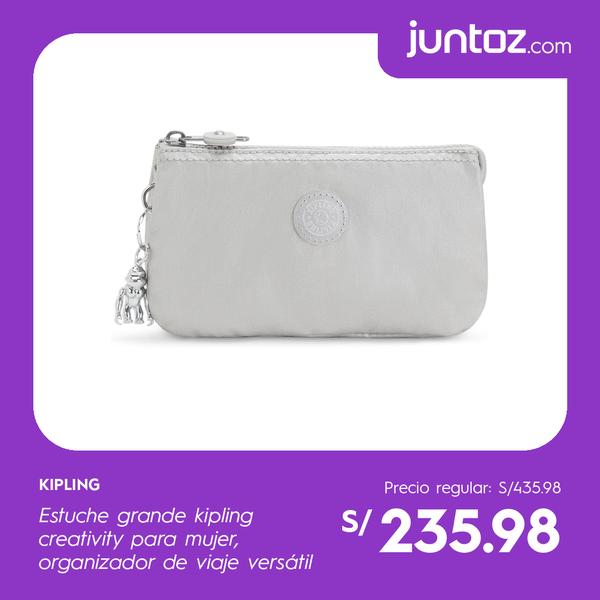 juntoz.com
KIPLING
Estuche grande kipling
creativity para mujer,
organizador de viaje versátil
Precio regular: S/435.98
S/235.98